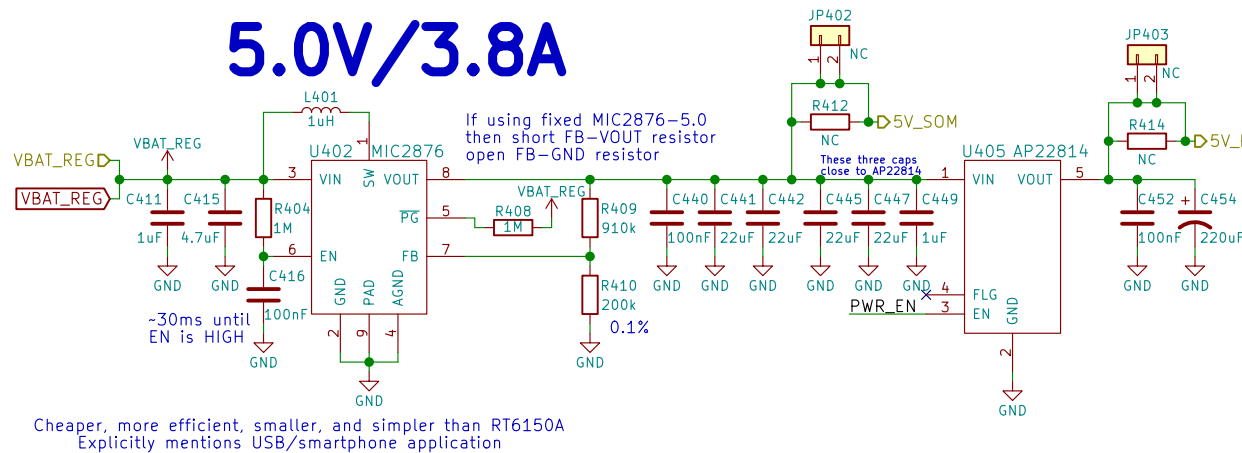 5.0V/3.8A
JP402
1
2
NC
JP403
1
2
NC
L401
1uH
If using fixed MIC2876-5.0
then short FB-VOUT resistor
open FB-GND resistor
R412
NC
5V_SOM
R414
NC
VBAT_REG
VBAT_REG
VBAT_REG
1
U402
MIC2876
3
VIN
SW
VOUT
8
These three caps
close to AP22814
U405
AP22814
1
VIN
VOUT
5
C411
1uF
C415
4.7uF
R404
1M
PG
5
R408
1M
VBAT_REG
R409
910k
C440
100nF
C441
22uF
C442
22uF
C445
22uF
C447
22uF
C449
1uF
C452
100nF
+
C454
220uF
6
EN
FB
7
GND
GND
C416
100nF
GND
PAD
AGND
R410
200k
0.1%
GND
GND
GND
GND
GND
GND
GND
GND
4
FLG
PWR_EN
3
EN
GND
~30ms until
EN is HIGH
2
9
4
GND
GND
GND
2
GND
Cheaper, more efficient, smaller, and simpler than RT6150A
Explicitly mentions USB/smartphone application